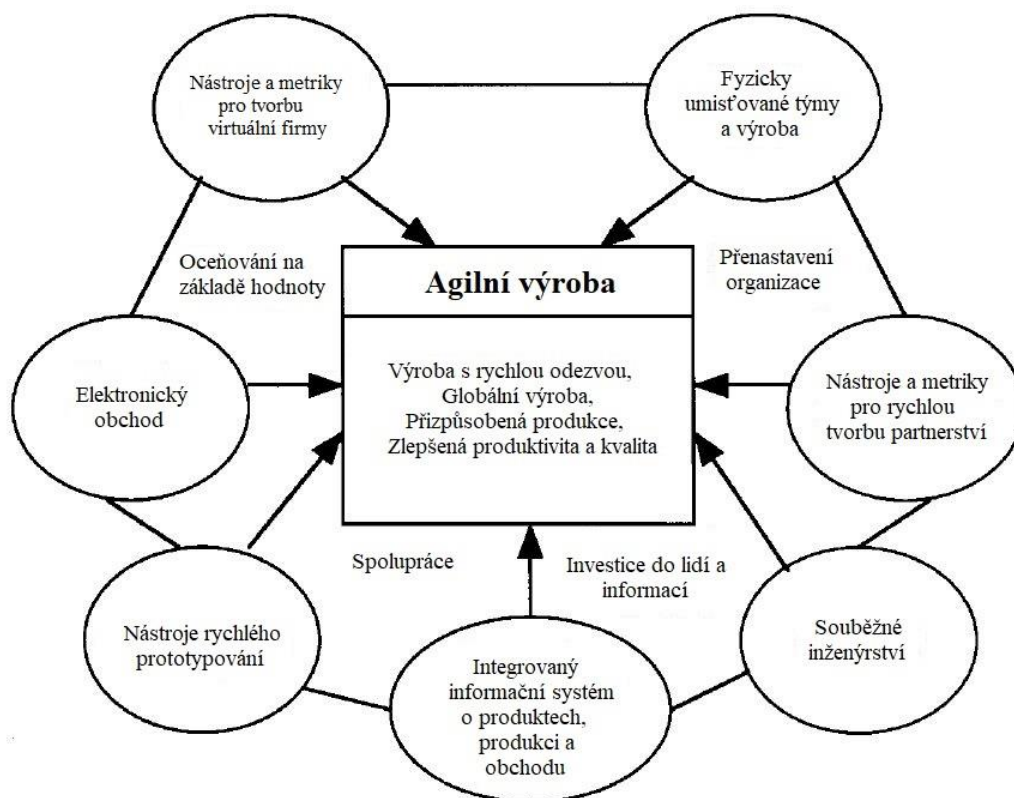 Nástroje a metriky
pro tvorbu
virtuální firmy
Fyzicky
umisťované týmy
a výroba
Oceňování na
základě hodnoty
Agilní výroba
Přenastavení
organizace
Výroba s rychlou odezvou,
Globální výroba,
Přizpůsobená produkce,
Zlepšená produktivita a kvalita
Elektronický
obchod
Nástroje a metriky
pro rychlou
tvorbu partnerství
Spolupráce
Investice do lidí a
informací
Nástroje rychlého
prototypování
Integrovaný
informační systém
o produktech,
produkci a
obchodu
Souběžné
inženýrství